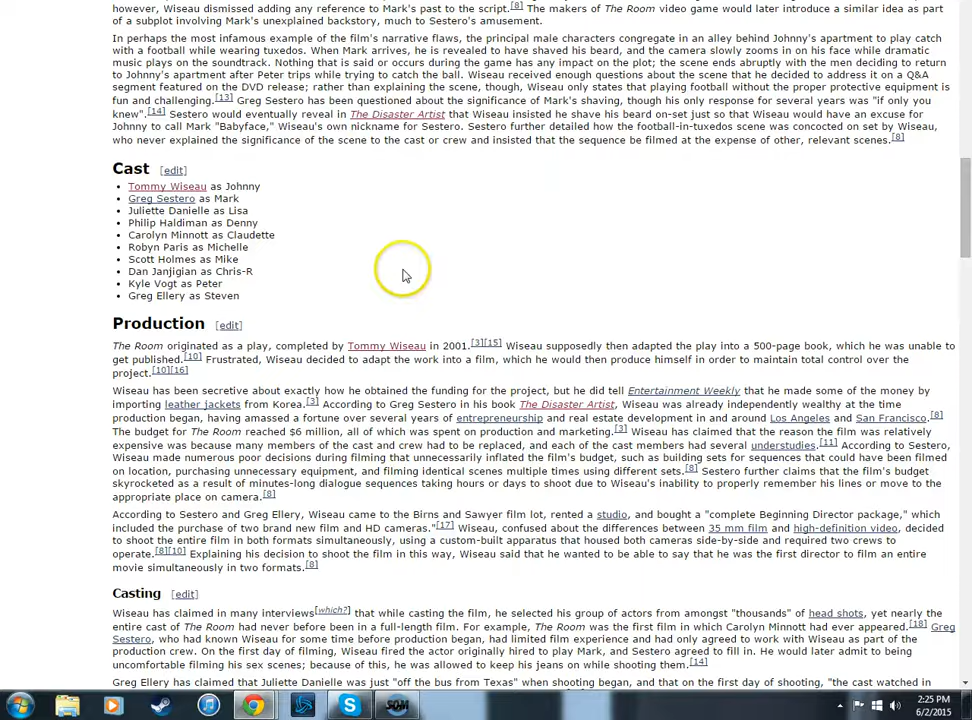 however, Wiseau dismissed adding any reference to Mark's past to the script.[8] The makers of The Room video game would later introduce a similar idea as part
of a subplot involving Mark's unexplained backstory, much to Sestero's amusement.
In perhaps the most infamous example of the film's narrative flaws, the principal male characters congregate in an alley behind Johnny's apartment to play catch
with a football while wearing tuxedos. When Mark arrives, he is revealed to have shaved his beard, and the camera slowly zooms in on his face while dramatic
music plays on the soundtrack. Nothing that is said or occurs during the game has any impact on the plot; the scene ends abruptly with the men deciding to return
to Johnny's apartment after Peter trips while trying to catch the ball. Wiseau received enough questions about the scene that he decided to address it on a Q&A
segment featured on the DVD release; rather than explaining the scene, though, Wiseau only states that playing football without the proper protective equipment is
fun and challenging.[13] Greg Sestero has been questioned about the significance of Mark's shaving, though his only response for several years was "if only you
knew".[14] Sestero would eventually reveal in The Disaster Artist that Wiseau insisted he shave his beard on-set just so that Wiseau would have an excuse for
Johnny to call Mark "Babyface," Wiseau's own nickname for Sestero. Sestero further detailed how the football-in-tuxedos scene was concocted on set by Wiseau,
who never explained the significance of the scene to the cast or crew and insisted that the sequence be filmed at the expense of other, relevant scenes.[8]
Cast [edit]
• Tommy Wiseau as Johnny
• Greg Sestero as Mark
• Juliette Danielle as Lisa
• Philip Haldiman as Denny
• Carolyn Minnott as Claudette
• Robyn Paris as Michelle
• Scott Holmes as Mike
• Dan Janjigian as Chris-R
• Kyle Vogt as Peter
• Greg Ellery as Steven
Production [edit]
The Room originated as a play, completed by Tommy Wiseau in 2001.[3][15] Wiseau supposedly then adapted the play into a 500-page book, which he was unable to
get published.[10] Frustrated, Wiseau decided to adapt the work into a film, which he would then produce himself in order to maintain total control over the
project.[10][16]
Wiseau has been secretive about exactly how he obtained the funding for the project, but he did tell Entertainment Weekly that he made some of the money by
importing leather jackets from Korea.[3] According to Greg Sestero in his book The Disaster Artist, Wiseau was already independently wealthy at the time
production began, having amassed a fortune over several years of entrepreneurship and real estate development in and around Los Angeles and San Francisco.[8]
The budget for The Room reached $6 million, all of which was spent on production and marketing.[3] Wiseau has claimed that the reason the film was relatively
expensive was because many members of the cast and crew had to be replaced, and each of the cast members had several understudies.[11] According to Sestero,
Wiseau made numerous poor decisions during filming that unnecessarily inflated the film's budget, such as building sets for sequences that could have been filmed
on location, purchasing unnecessary equipment, and filming identical scenes multiple times using different sets.[8] Sestero further claims that the film's budget
skyrocketed as a result of minutes-long dialogue sequences taking hours or days to shoot due to Wiseau's inability to properly remember his lines or move to the
appropriate place on camera.[8]
According to Sestero and Greg Ellery, Wiseau came to the Birns and Sawyer film lot, rented a studio, and bought a "complete Beginning Director package," which
included the purchase of two brand new film and HD cameras."[17] Wiseau, confused about the differences between 35 mm film and high-definition video, decided
to shoot the entire film in both formats simultaneously, using a custom-built apparatus that housed both cameras side-by-side and required two crews to
operate.[8][10] Explaining his decision to shoot the film in this way, Wiseau said that he wanted to be able to say that he was the first director to film an entire
movie simultaneously in two formats.[8]
Casting [edit]
Wiseau has claimed in many interviews[which?] that while casting the film, he selected his group of actors from amongst "thousands" of head shots, yet nearly the
entire cast of The Room had never before been in a full-length film. For example, The Room was the first film in which Carolyn Minnott had ever appeared.[18] Greg
Sestero, who had known Wiseau for some time before production began, had limited film experience and had only agreed to work with Wiseau as part of the
production crew. On the first day of filming, Wiseau fired the actor originally hired to play Mark, and Sestero agreed to fill in. He would later admit to being
uncomfortable filming his sex scenes; because of this, he was allowed to keep his jeans on while shooting them.[14]
Greg Ellery has claimed that Juliette Danielle was just "off the bus from Texas" when shooting began, and that on the first day of shooting, "the cast watched in
2:25 PM
6/2/2015